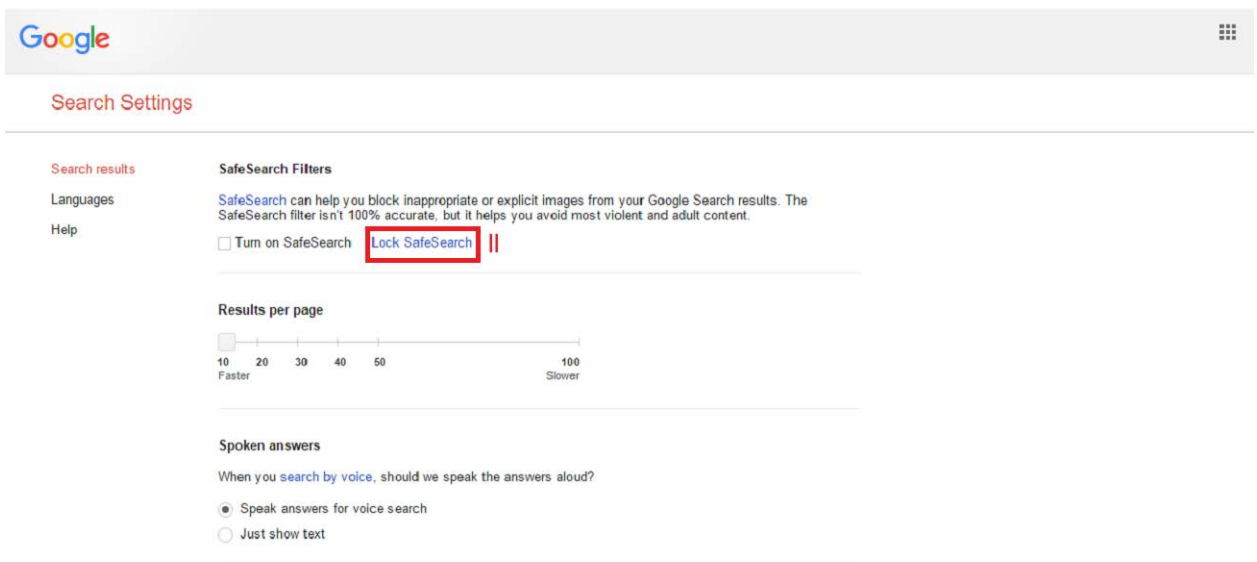 Google
Search Settings
Search results
Languages
Help
SafeSearch Filters
SafeSearch can help you block inappropriate or explicit images from your Google Search results. The
SafeSearch filter isn't 100% accurate, but it helps you avoid most violent and adult content.
Turn on SafeSearch Lock SafeSearch ||
Results per page
10 20 30 40 50 100
Faster Slower
Spoken answers
When you search by voice, should we speak the answers aloud?
Speak answers for voice search
Just show text